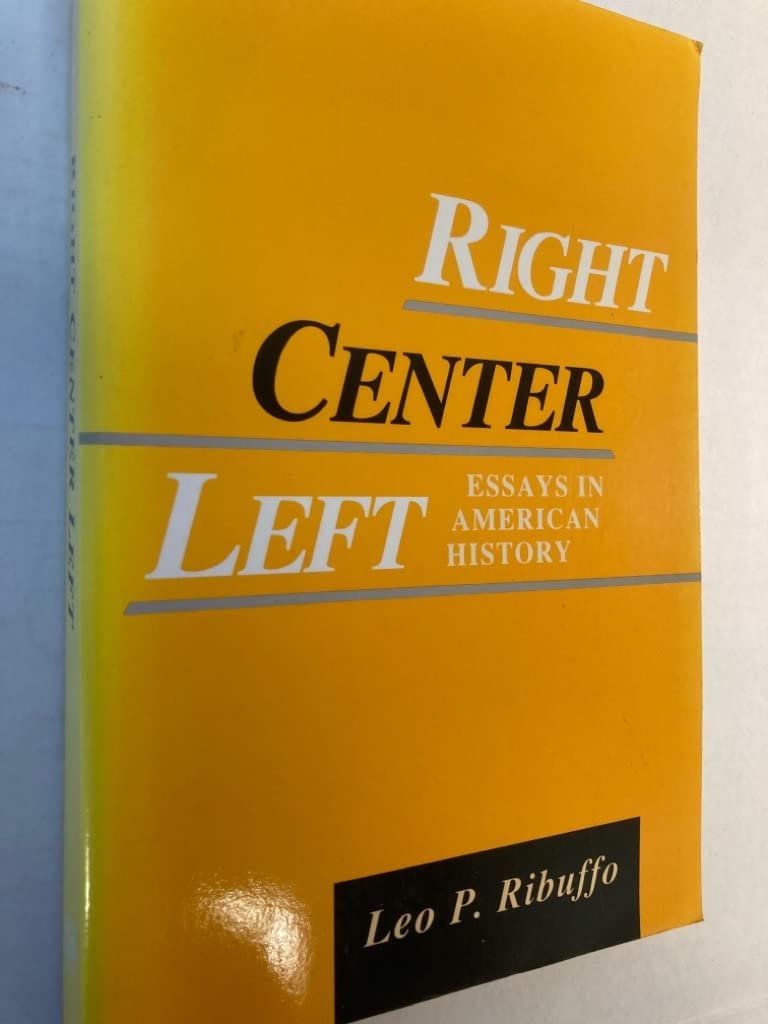 RIGHT
CENTER
LEFT
ESSAYS IN
AMERICAN
HISTORY
Leo P. Ribuffo
RIGHT CENTER LEFT